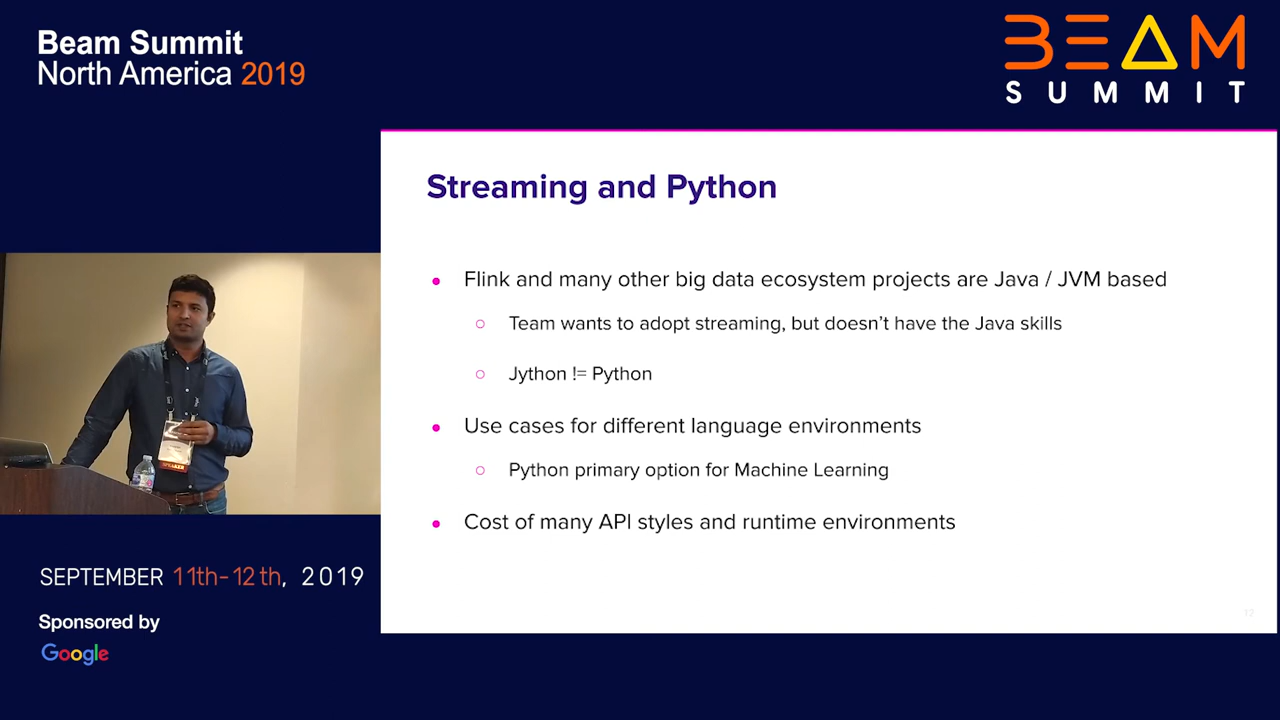 Beam Summit
North America 2019
BEAM
SUMMIT
Streaming and Python
Flink and many other big data ecosystem projects are Java / JVM based
Team wants to adopt streaming, but doesn’t have the Java skills
Jython != Python
Use cases for different language environments
Python primary option for Machine Learning
Cost of many API styles and runtime environments
12
SPEAKER
SEPTEMBER 11th-12th, 2019
Sponsored by
Google